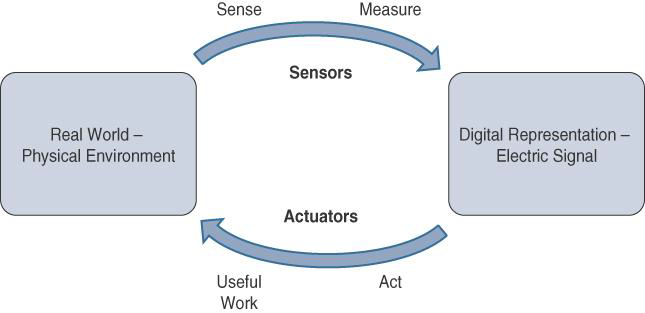 Sense
Measure
Sensors
Real World –
Physical Environment
Digital Representation –
Electric Signal
Actuators
Useful
Work
Act